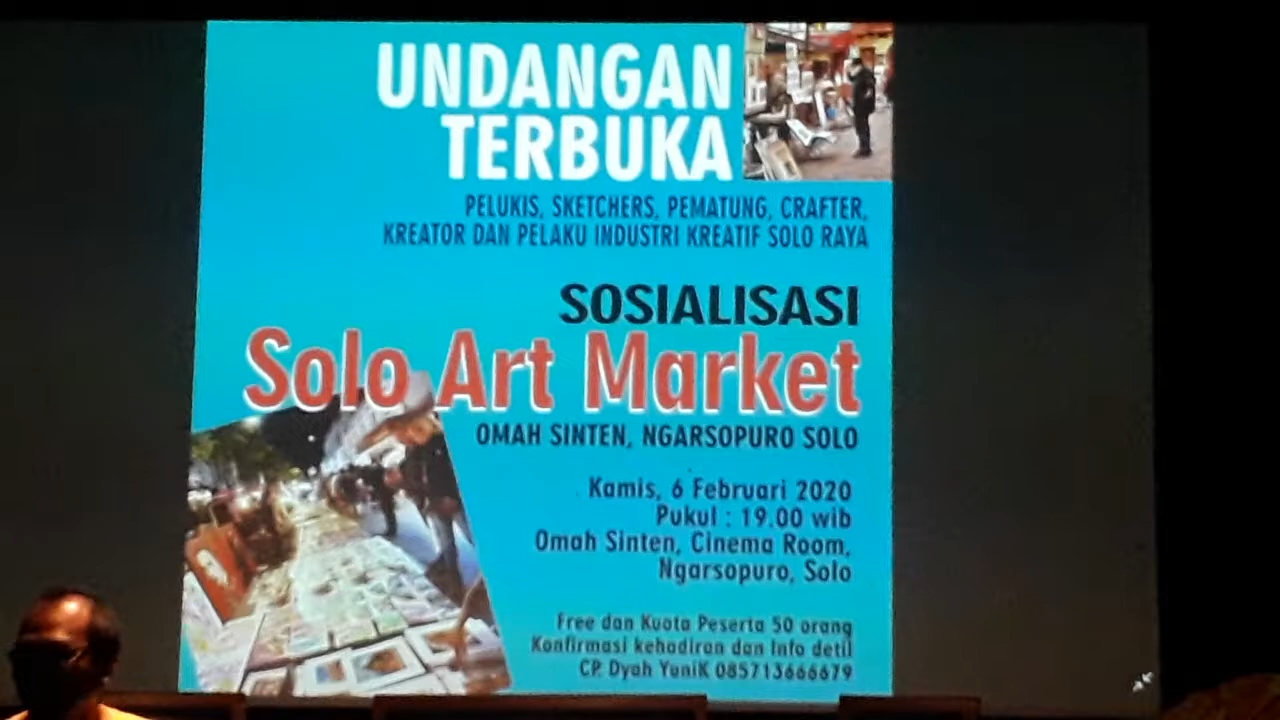 UNDANGAN
TERBUKA
PELUKIS, SKETCHERS, PEMATUNG, CRAFTER,
KREATOR DAN PELAKU INDUSTRI KREATIF SOLO RAYA
SOSIALISASI
Solo Art Market
OMAH SINTEN, NGARSOPURO SOLO
Kamis, 6 Februari 2020
Pukul : 19.00 wib
Omah Sinten, Cinema Room,
Ngarsopuro, Solo
Free dan Kuota Peserta 50 orang
Konfirmasi kehadiran dan Info detil
CP. Dyah YuniK 085713666679